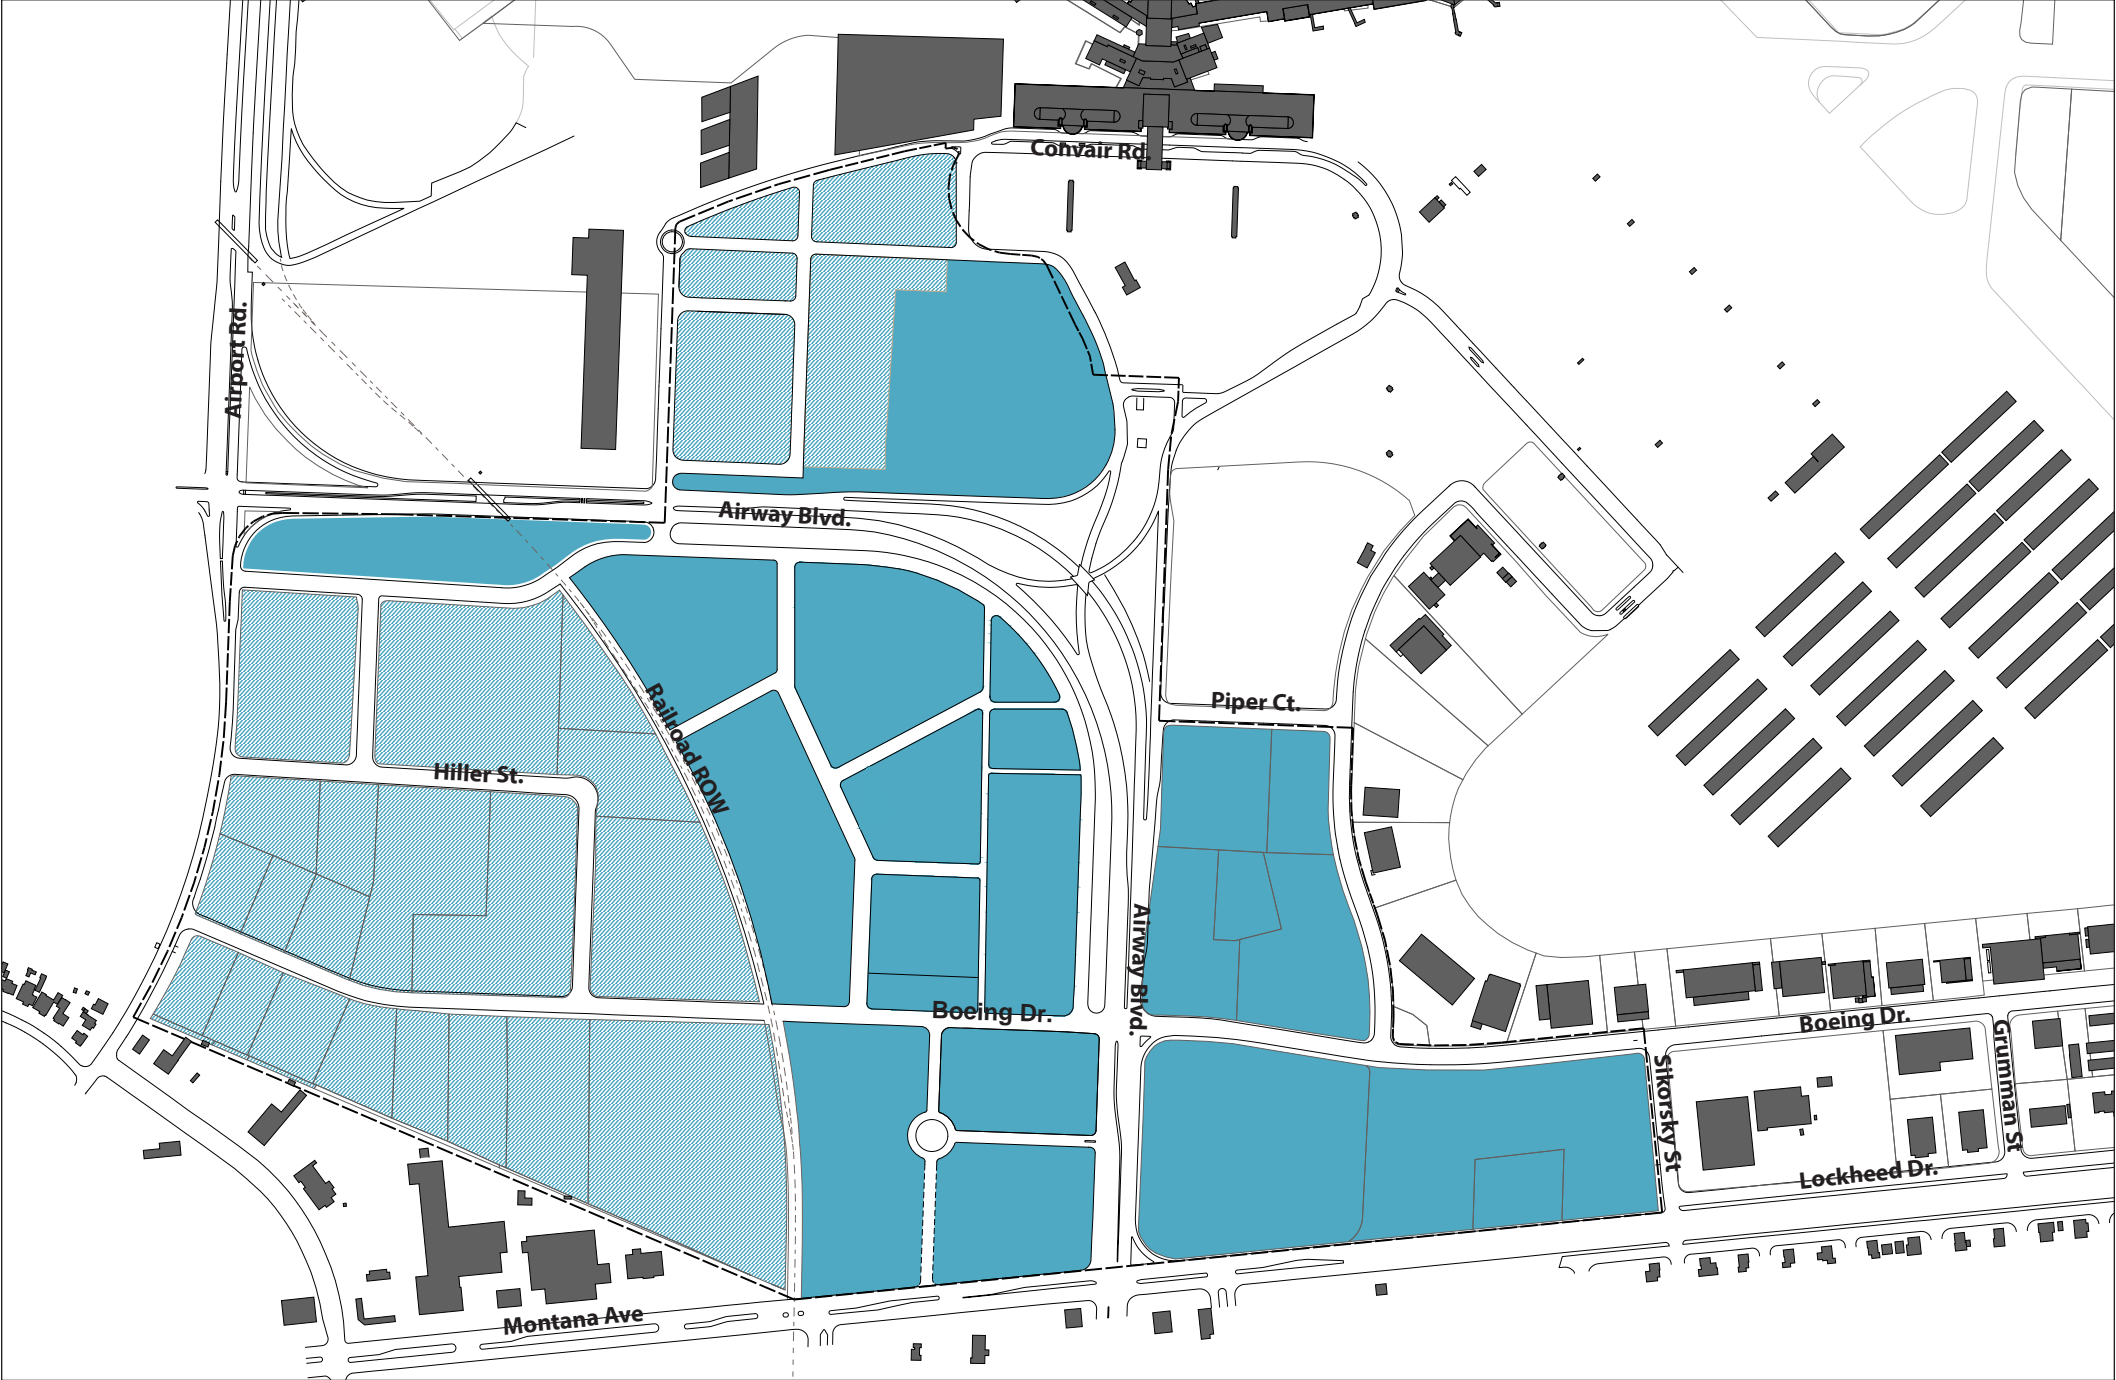 Convair Rd.
Airport Rd.
Airway Blvd.
Railroad ROW
Piper Ct.
Hiller St.
Airway Blvd.
Boeing Dr.
Boeing Dr.
Grumman St
Sikorsky St
Lockheed Dr.
Montana Ave